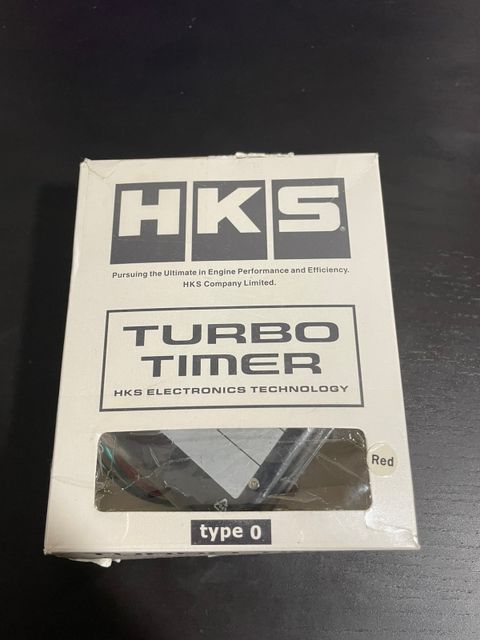 HKS®
Pursuing the Ultimate in Engine Performance and Efficiency.
HKS Company Limited.
TURBO
TIMER
HKS ELECTRONICS TECHNOLOGY
Red
type 0